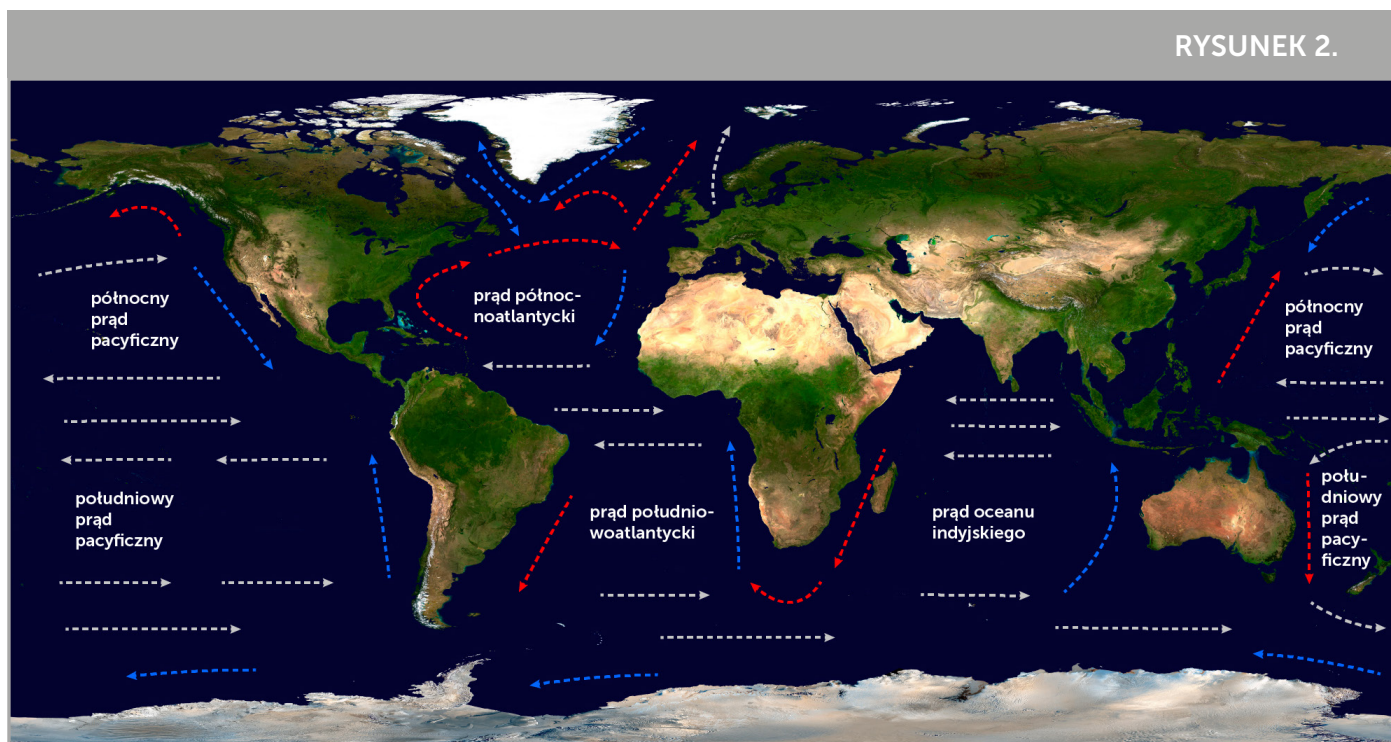 RYSUNEK 2.
północny
prąd
pacyficzny
prąd północ-
noatlantycki
północny
prąd
pacyficzny
południowy
prąd
pacyficzny
prąd południo-
woatlantycki
prąd oceanu
indyjskiego
połu-
dniowy
prąd
pacy-
ficzny